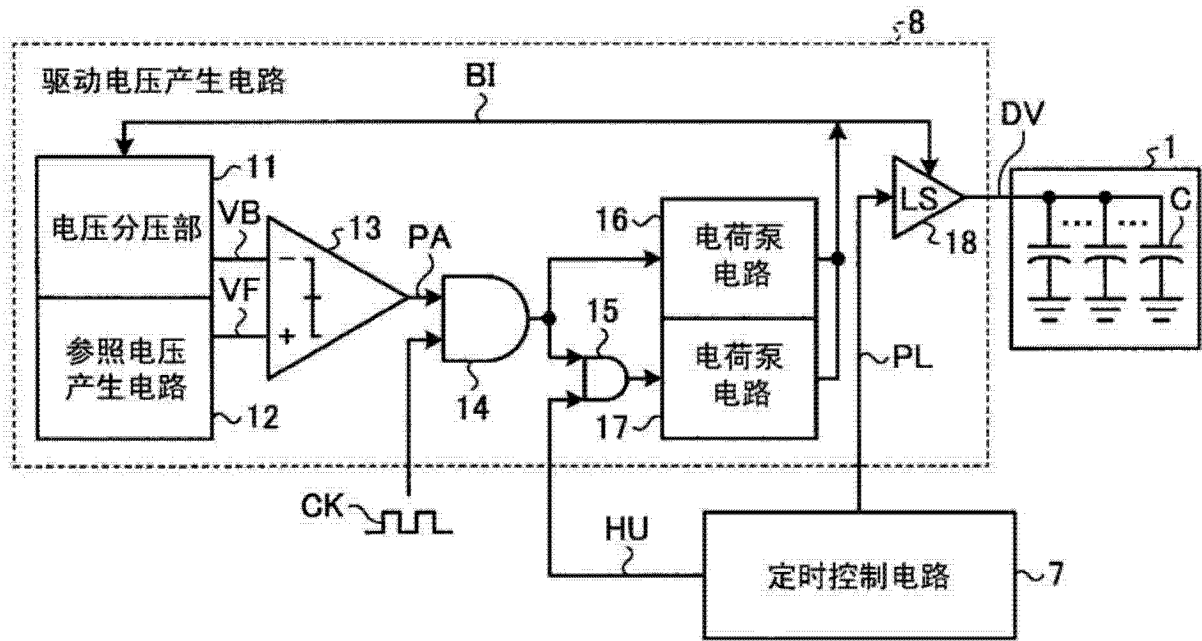 8
驱动电压产生电路
BI
DV
11
1
电压分压部
VB
13
PA
16
电荷泵
电路
LS
18
C
... ...
VF
−
+
15
参照电压
产生电路
12
14
电荷泵
电路
17
PL
CK
HU
定时控制电路
7